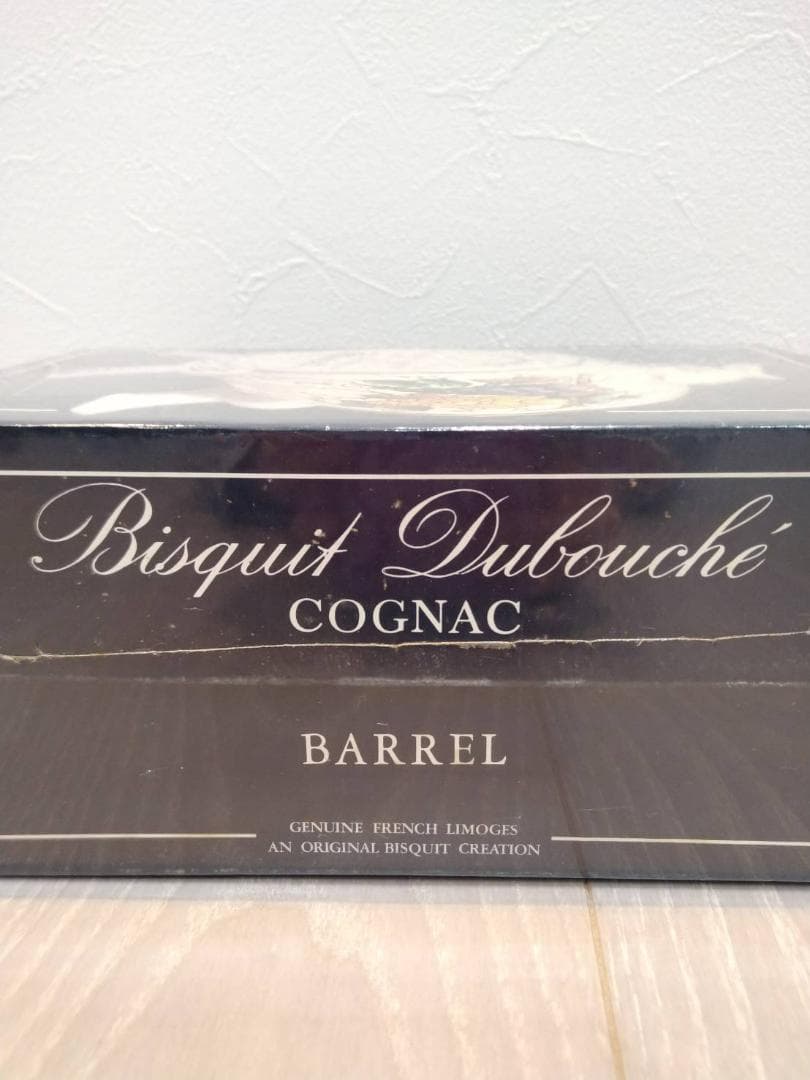 Bisquit Dubouché
COGNAC
BARREL
GENUINE FRENCH LIMOGES
AN ORIGINAL BISQUIT CREATION